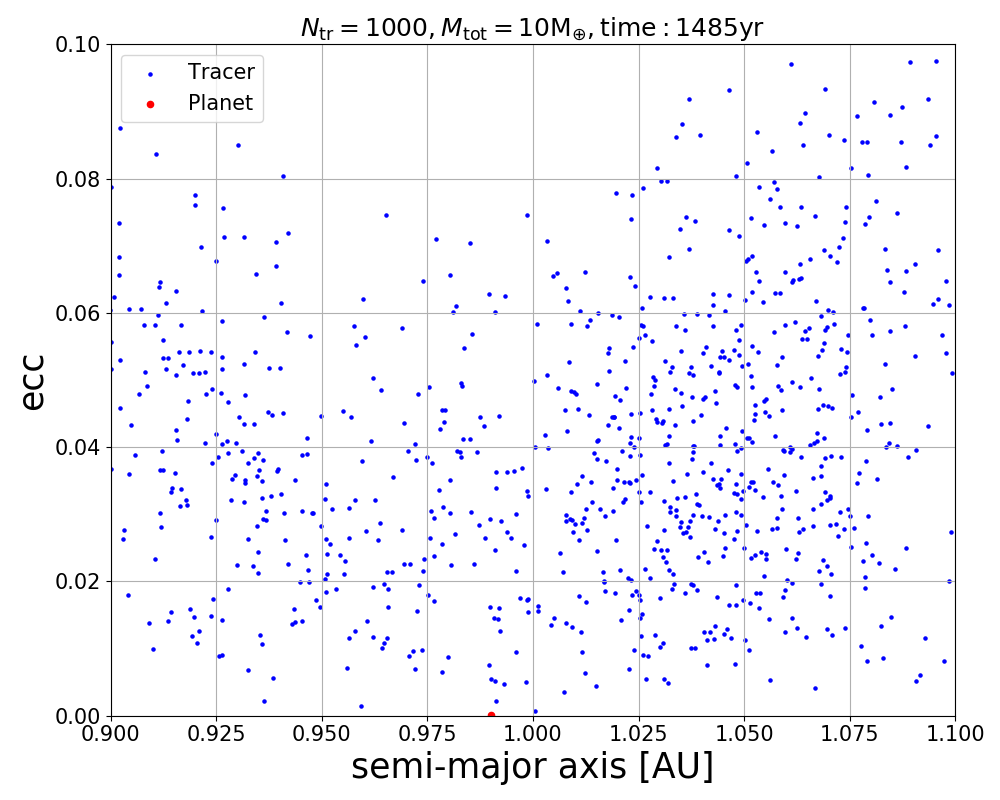 N_tr = 1000, M_tot = 10M_⊕, time : 1485yr
0.10
Tracer
Planet
0.08
0.06
ecc
0.04
0.02
0.00
0.900 0.925 0.950 0.975 1.000 1.025 1.050 1.075 1.100
semi-major axis [AU]